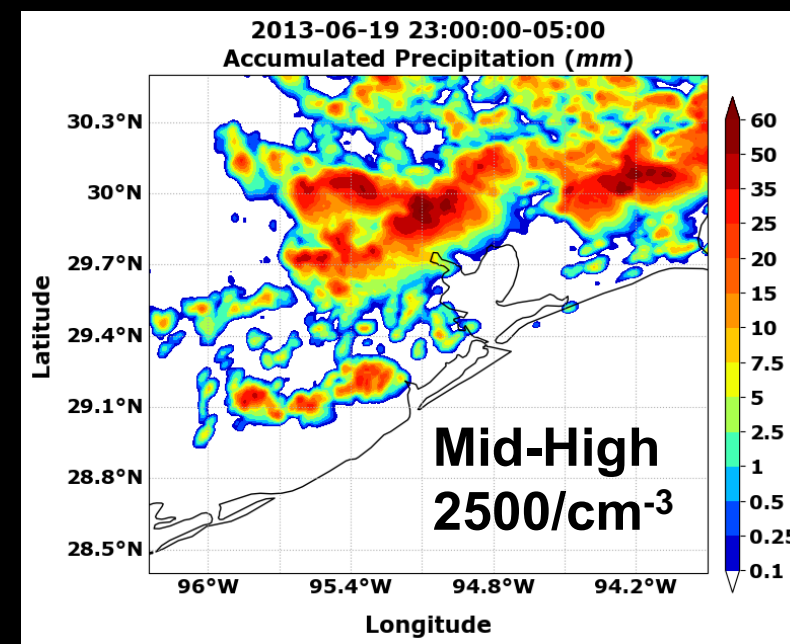 2013-06-19 23:00:00-05:00
Accumulated Precipitation (mm)
30.3°N
30°N
29.7°N
29.4°N
29.1°N
28.8°N
28.5°N
Latitude
96°W 95.4°W 94.8°W 94.2°W
Longitude
Mid-High
2500/cm⁻³
60
50
35
25
20
15
10
7.5
5
2.5
1
0.5
0.25
0.1